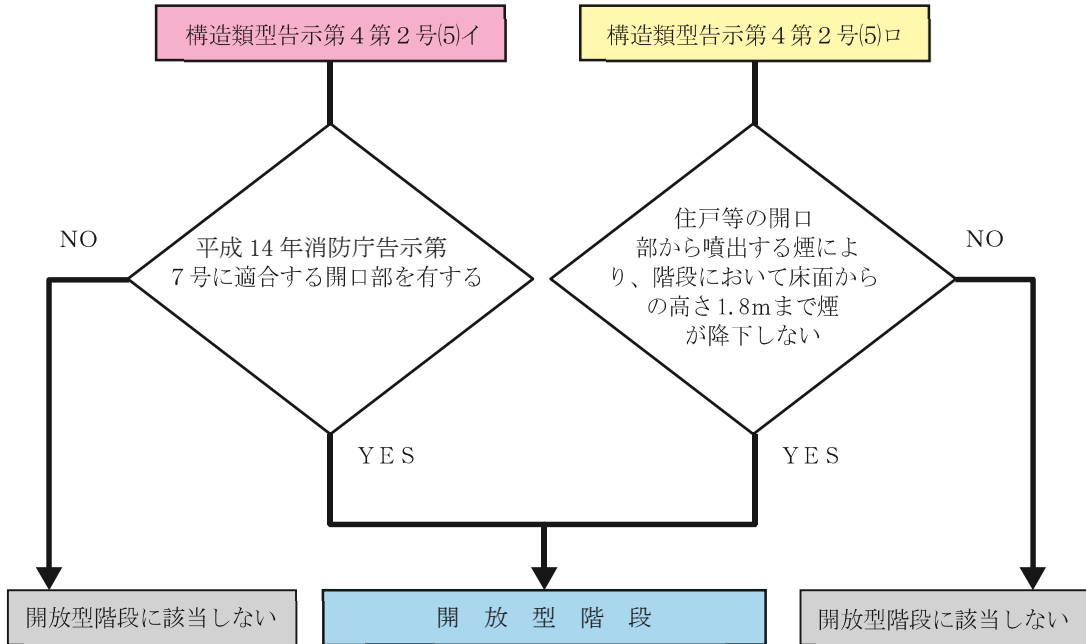 構造類型告示第4第2号(5)イ
構造類型告示第4第2号(5)ロ
NO
平成14年消防庁告示第
7号に適合する開口部を有する
住戸等の開口
部から噴出する煙によ
り、階段において床面から
の高さ1.8mまで煙
が降下しない
NO
YES
YES
開放型階段に該当しない
開放型階段
開放型階段に該当しない